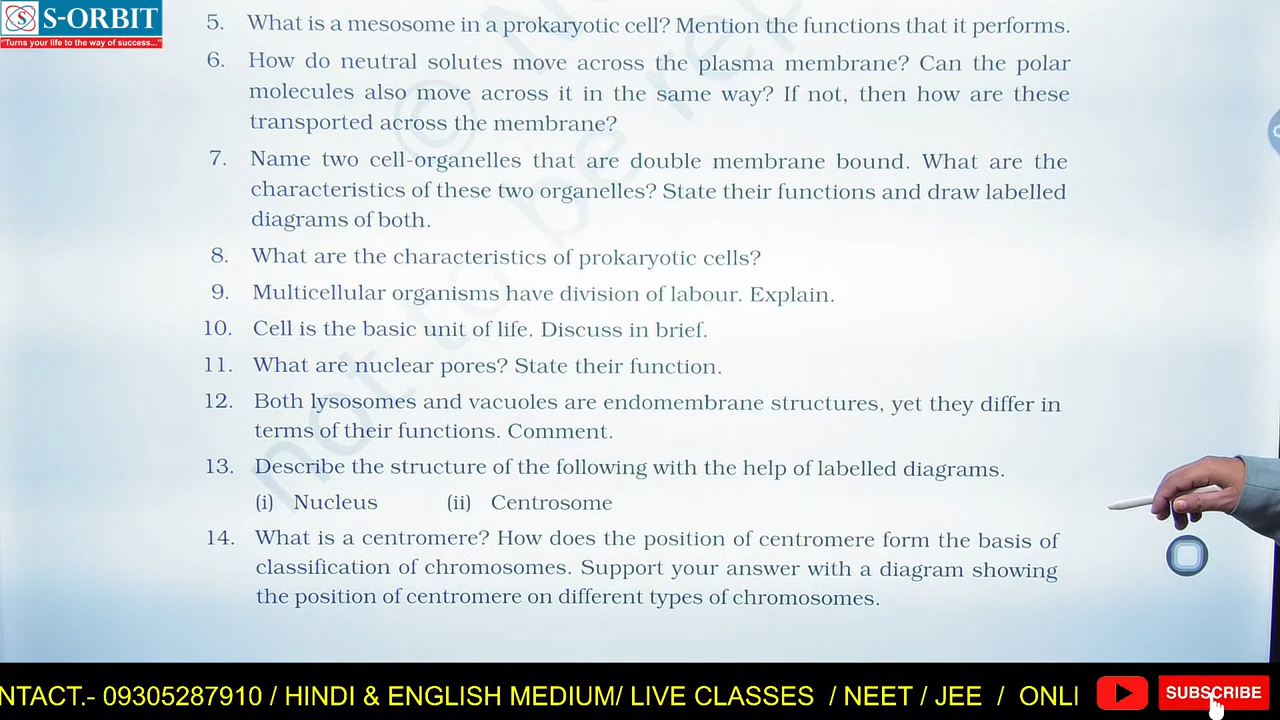 S-ORBIT
"Turns your life to the way of success..."
5. What is a mesosome in a prokaryotic cell? Mention the functions that it performs.
6. How do neutral solutes move across the plasma membrane? Can the polar
molecules also move across it in the same way? If not, then how are these
transported across the membrane?
7. Name two cell-organelles that are double membrane bound. What are the
characteristics of these two organelles? State their functions and draw labelled
diagrams of both.
8. What are the characteristics of prokaryotic cells?
9. Multicellular organisms have division of labour. Explain.
10. Cell is the basic unit of life. Discuss in brief.
11. What are nuclear pores? State their function.
12. Both lysosomes and vacuoles are endomembrane structures, yet they differ in
terms of their functions. Comment.
13. Describe the structure of the following with the help of labelled diagrams.
(i) Nucleus (ii) Centrosome
14. What is a centromere? How does the position of centromere form the basis of
classification of chromosomes. Support your answer with a diagram showing
the position of centromere on different types of chromosomes.
not to be rep
NTACT.- 09305287910 / HINDI & ENGLISH MEDIUM/ LIVE CLASSES / NEET / JEE / ONLI
SUBSCRIBE